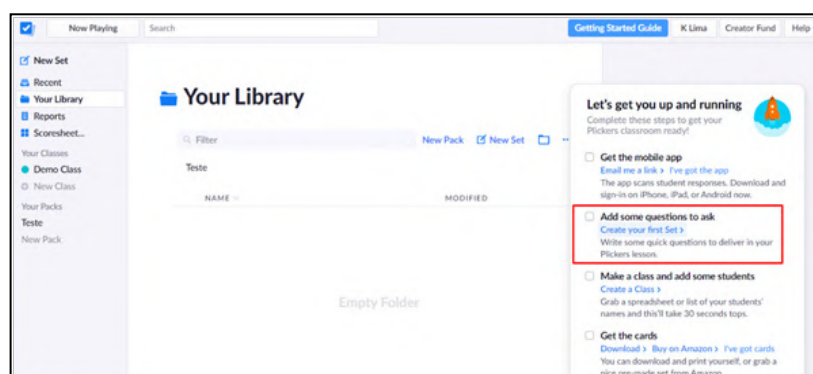 Now Playing
Search
Getting Started Guide
K Lima
Creator Fund
Help
New Set
Recent
Your Library
Reports
Scoresheet...
Your Classes
Demo Class
New Class
Your Packs
Teste
New Pack
Your Library
Filter
New Pack
New Set
Teste
NAME
MODIFIED
Empty Folder
Let's get you up and running
Complete these steps to get your
Plickers classroom ready!
Get the mobile app
Email me a link > I've got the app
The app scans student responses. Download and
sign-in on iPhone, iPad, or Android now.
Add some questions to ask
Create your first Set >
Write some quick questions to deliver in your
Plickers lesson.
Make a class and add some students
Create a Class >
Grab a spreadsheet or list of your students'
names and this'll take 30 seconds tops.
Get the cards
Download > Buy on Amazon > I've got cards
You can download and print yourself, or grab a
nice pre-made set from Amazon